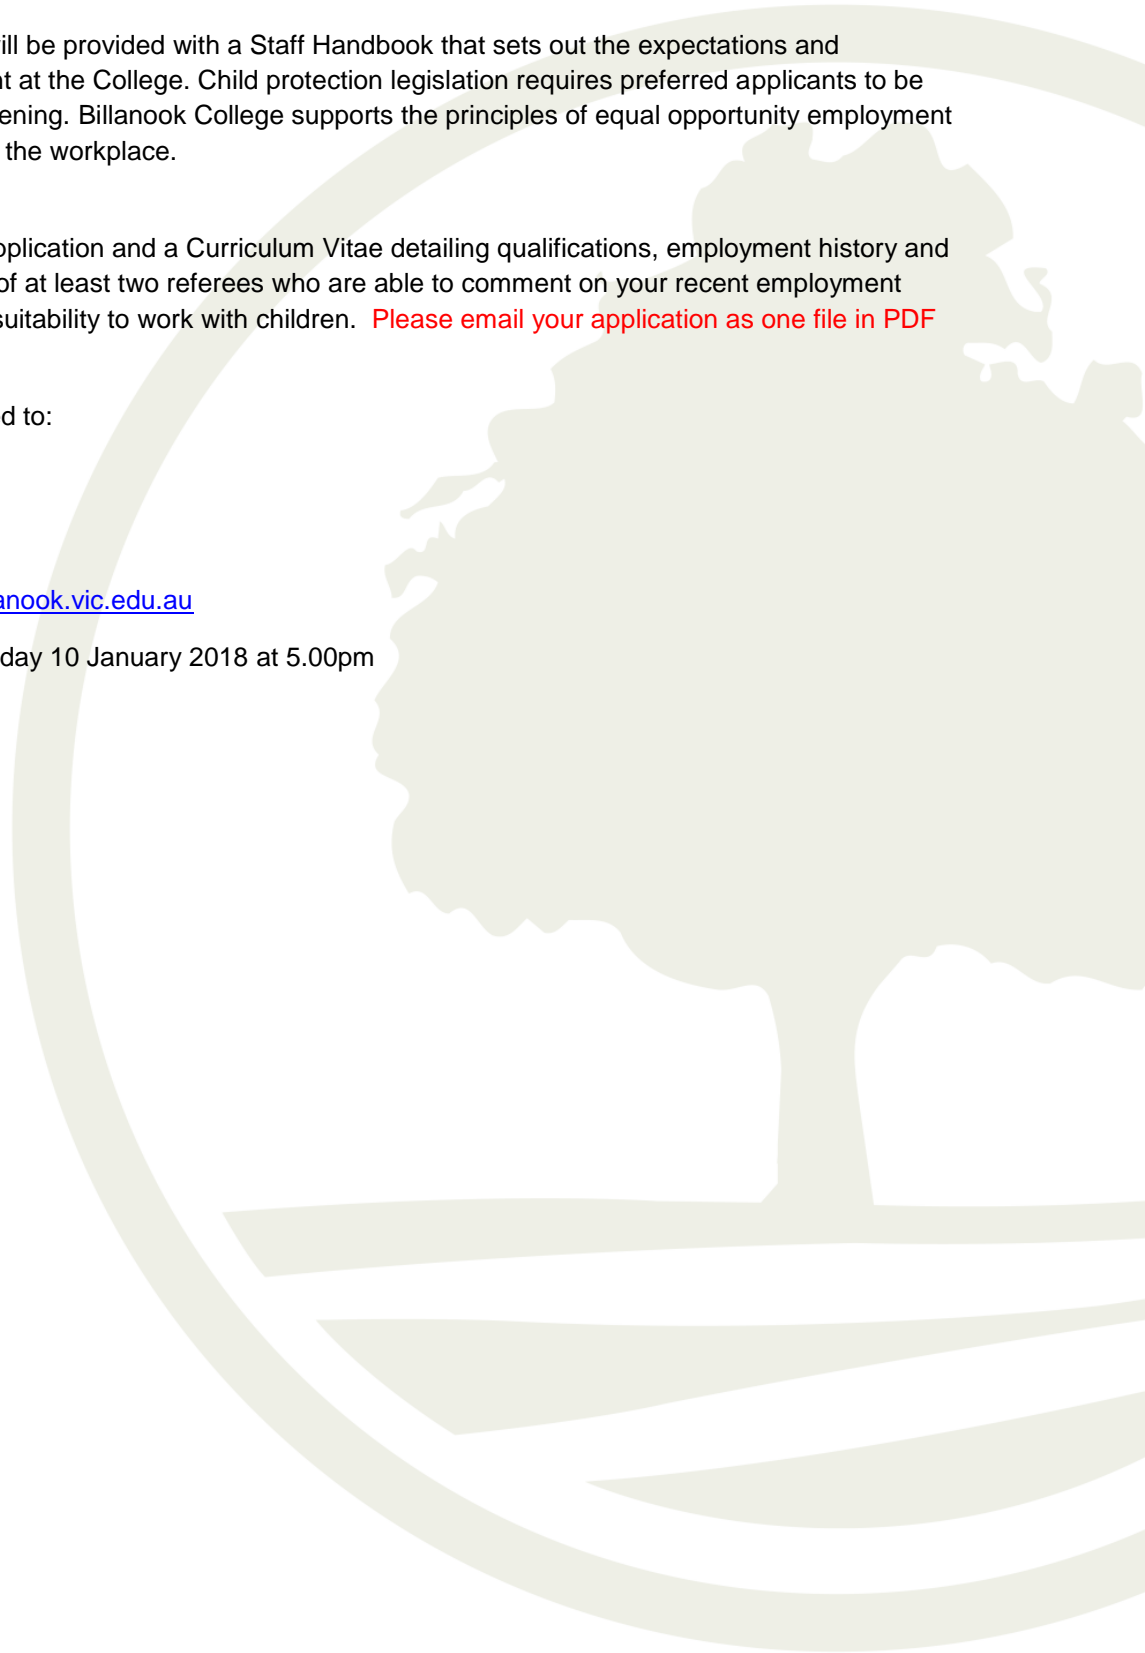 ill be provided with a Staff Handbook that sets out the expectations and
t at the College. Child protection legislation requires preferred applicants to be
ening. Billanook College supports the principles of equal opportunity employment
the workplace.
pplication and a Curriculum Vitae detailing qualifications, employment history and
of at least two referees who are able to comment on your recent employment
suitability to work with children. Please email your application as one file in PDF
d to:
anook.vic.edu.au
day 10 January 2018 at 5.00pm